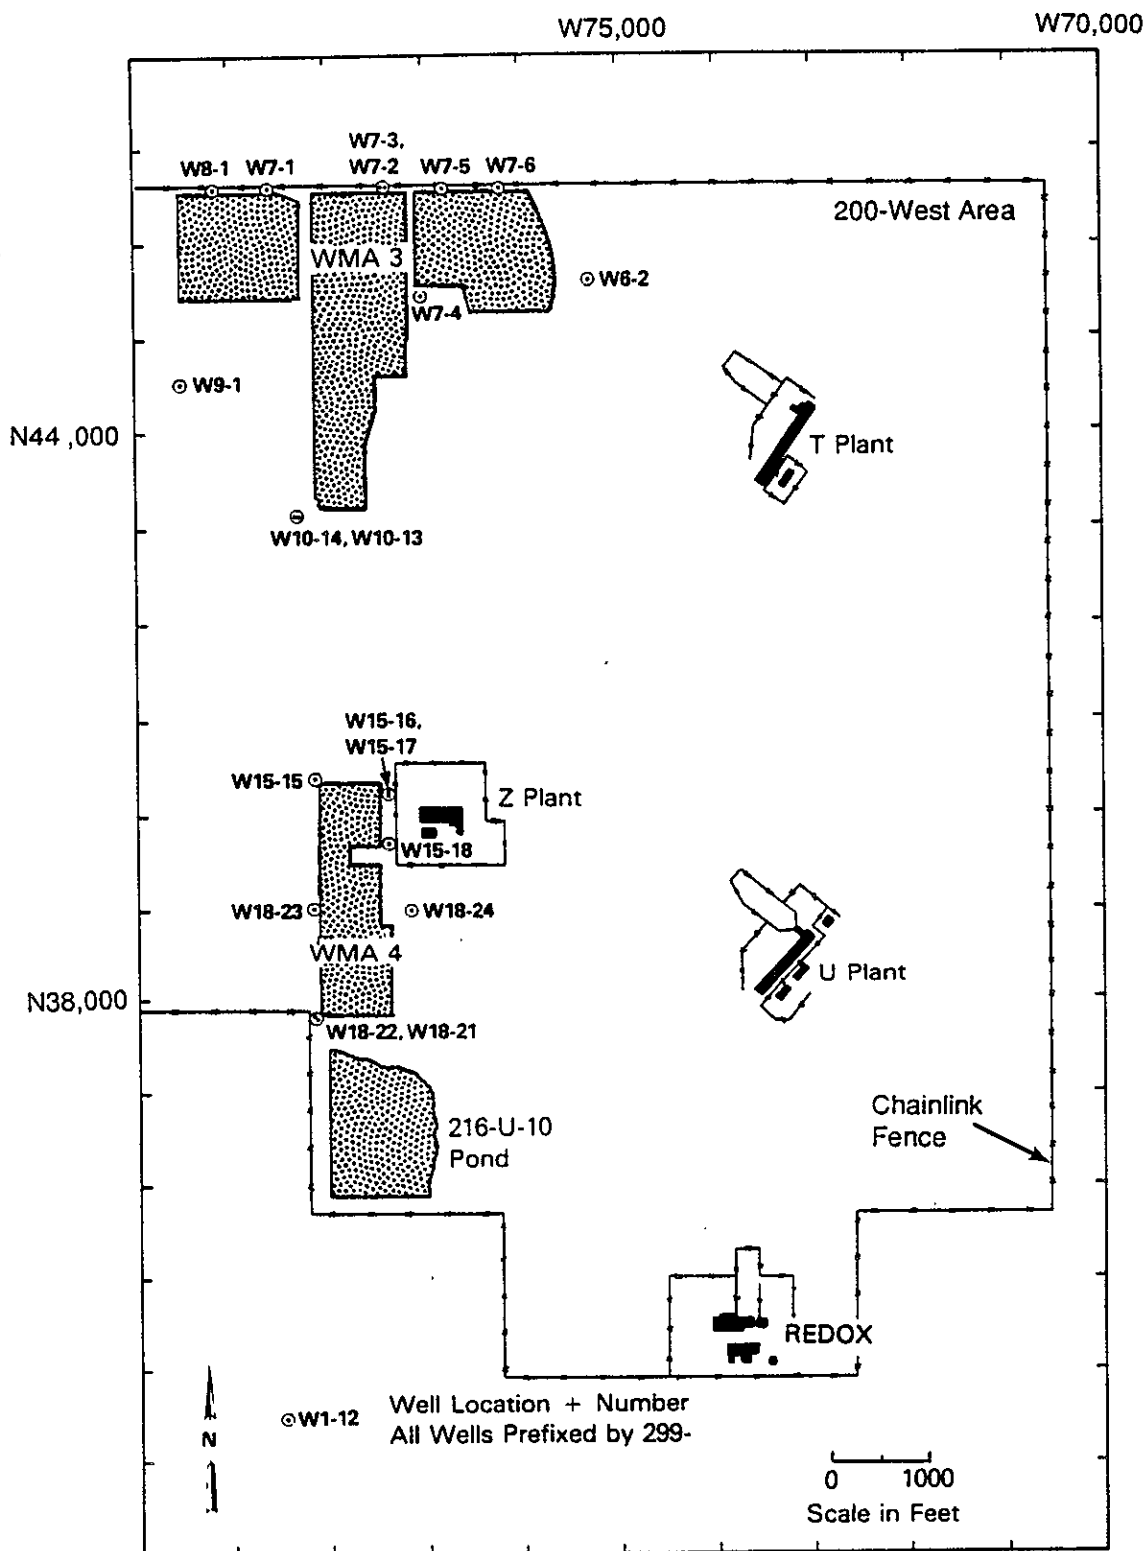 W75,000
W70,000
W7-3,
W8-1
W7-1
W7-2
W7-5
W7-6
200-West Area
WMA 3
W6-2
W7-4
W9-1
N44 ,000
T Plant
W10-14, W10-13
W15-16,
W15-17
W15-15
Z Plant
W15-18
W18-23
W18-24
WMA 4
U Plant
N38,000
W18-22, W18-21
Chainlink
Fence
216-U-10
Pond
REDOX
Well Location + Number
All Wells Prefixed by 299-
W1-12
N
0 1000
Scale in Feet